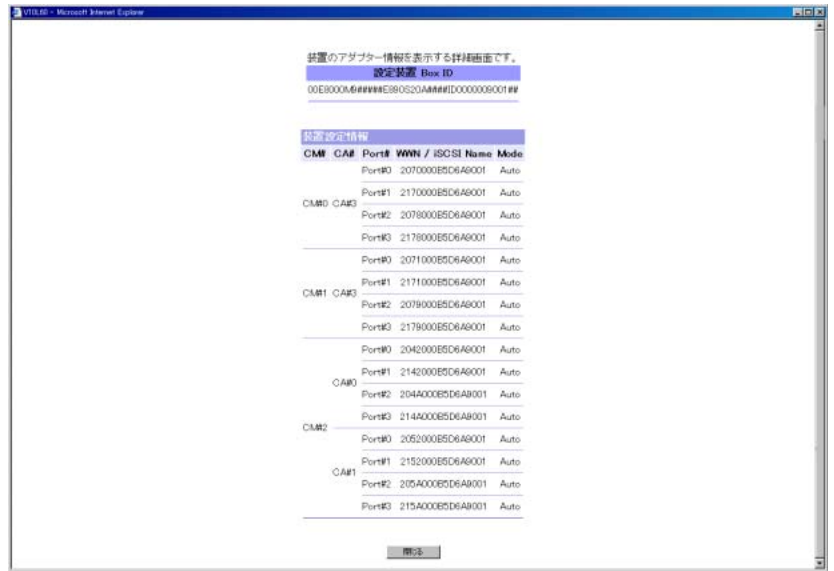 VTOL60 - Microsoft Internet Explorer
装置のアダプター情報を表示する詳細画面です。
設定装置 Box ID
00E8000M9#####E890S20A####ID0000009001##
装置設定情報
CM# CA# Port# WWN / iSCSI Name Mode
CM#0 CA#3
Port#0 2070000B5D6A9001 Auto
Port#1 2170000B5D6A9001 Auto
Port#2 2078000B5D6A9001 Auto
Port#3 2178000B5D6A9001 Auto
CM#1 CA#3
Port#0 2071000B5D6A9001 Auto
Port#1 2171000B5D6A9001 Auto
Port#2 2079000B5D6A9001 Auto
Port#3 2179000B5D6A9001 Auto
CM#2
CA#0
Port#0 2042000B5D6A9001 Auto
Port#1 2142000B5D6A9001 Auto
Port#2 204A000B5D6A9001 Auto
Port#3 214A000B5D6A9001 Auto
CA#1
Port#0 2052000B5D6A9001 Auto
Port#1 2152000B5D6A9001 Auto
Port#2 205A000B5D6A9001 Auto
Port#3 215A000B5D6A9001 Auto
閉じる